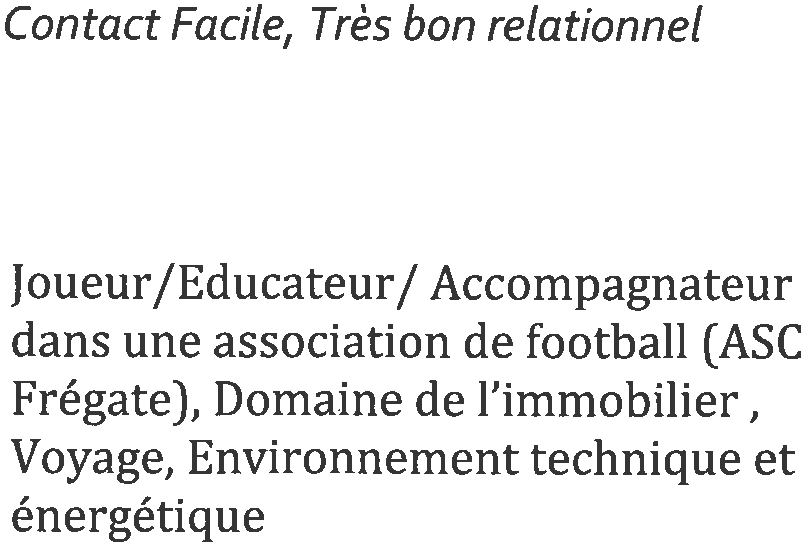 Contact Facile, Très bon relationnel
Joueur/Educateur/ Accompagnateur
dans une association de football (ASC
Frégate), Domaine de l'immobilier ,
Voyage, Environnement technique et
énergétique